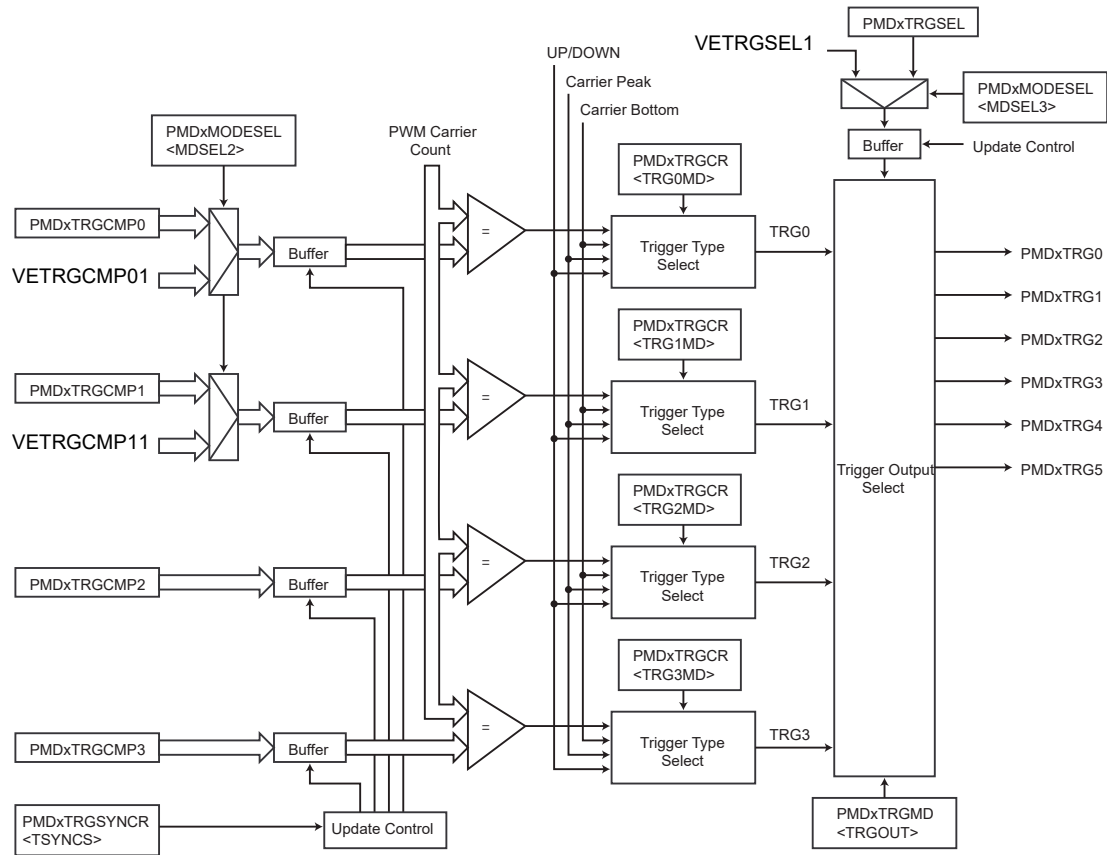 PMDxTRGSEL
VETRGSEL1
UP/DOWN
Carrier Peak
Carrier Bottom
PMDxMODESEL
<MDSEL3>
PMDxMODESEL
<MDSEL2>
PWM Carrier
Count
Buffer
Update Control
PMDxTRGCR
<TRG0MD>
PMDxTRGCMP0
VETRGCMP01
Buffer
=
Trigger Type
Select
TRG0
PMDxTRG0
PMDxTRG1
PMDxTRG2
PMDxTRG3
PMDxTRG4
PMDxTRG5
PMDxTRGCR
<TRG1MD>
PMDxTRGCMP1
VETRGCMP11
Buffer
=
Trigger Type
Select
TRG1
Trigger Output
Select
PMDxTRGCR
<TRG2MD>
PMDxTRGCMP2
Buffer
=
Trigger Type
Select
TRG2
PMDxTRGCR
<TRG3MD>
PMDxTRGCMP3
Buffer
=
Trigger Type
Select
TRG3
PMDxTRGSYNCR
<TSYNCS>
Update Control
PMDxTRGMD
<TRGOUT>